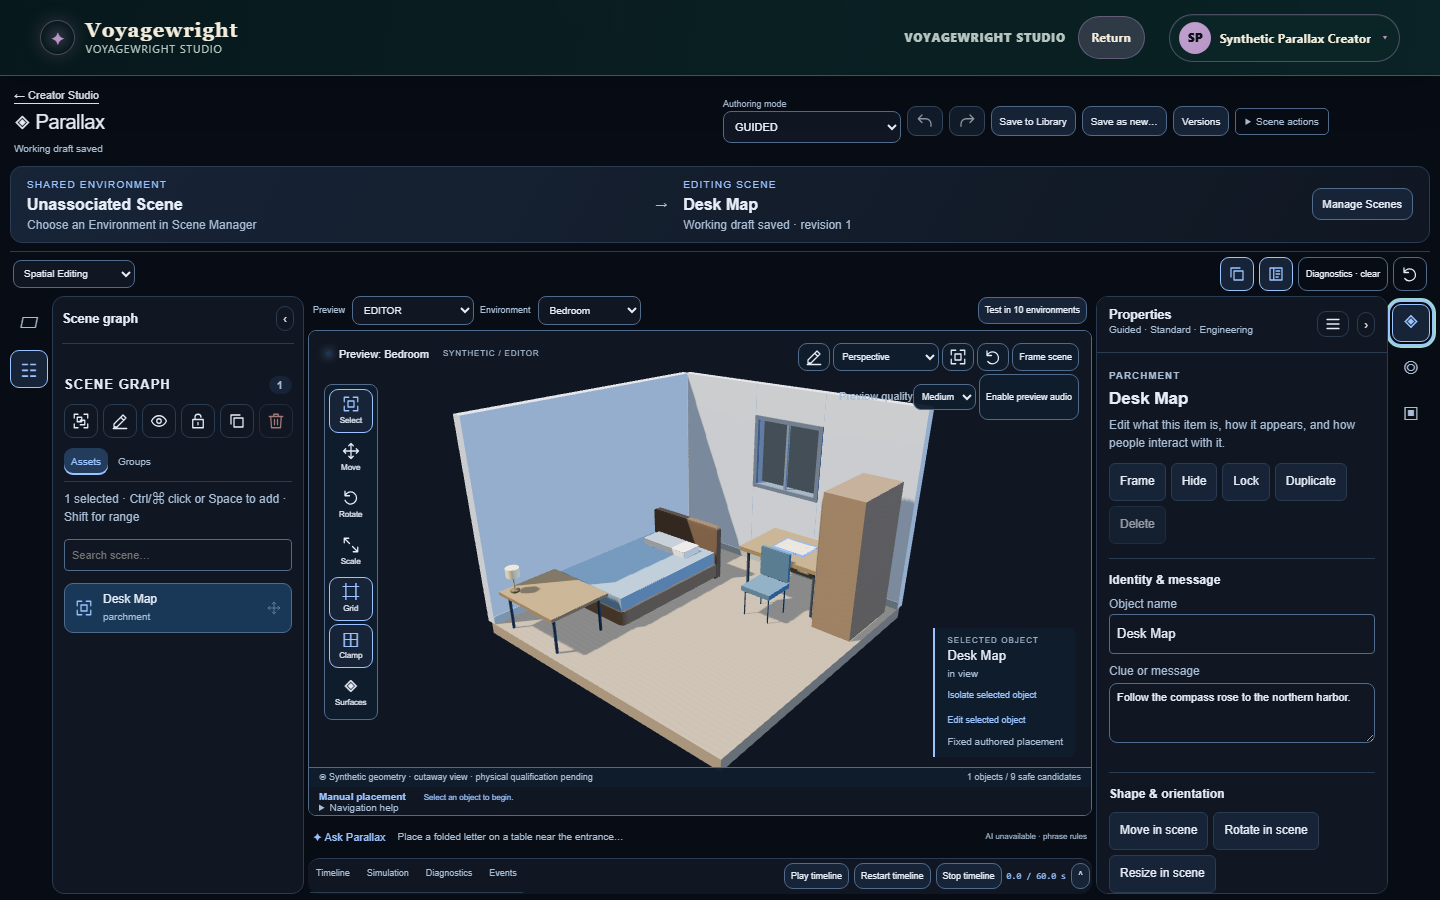 Voyagewright
VOYAGEWRIGHT STUDIO
VOYAGEWRIGHT STUDIO
Return
SP
Synthetic Parallax Creator
← Creator Studio
Parallax
Working draft saved
Authoring mode
GUIDED
Save to Library
Save as new...
Versions
Scene actions
SHARED ENVIRONMENT
Unassociated Scene
Choose an Environment in Scene Manager
→
EDITING SCENE
Desk Map
Working draft saved · revision 1
Manage Scenes
Spatial Editing
Diagnostics · clear
Scene graph
SCENE GRAPH
1
Assets
Groups
1 selected · Ctrl/⌘ click or Space to add ·
Shift for range
Search scene...
Desk Map
parchment
Preview
EDITOR
Environment
Bedroom
Test in 10 environments
Preview: Bedroom
SYNTHETIC / EDITOR
Perspective
Frame scene
Preview quality
Medium
Enable preview audio
Select
Move
Rotate
Scale
Grid
Clamp
Surfaces
SELECTED OBJECT
Desk Map
in view
Isolate selected object
Edit selected object
Fixed authored placement
Synthetic geometry · cutaway view · physical qualification pending
1 objects / 9 safe candidates
Manual placement
Select an object to begin.
Navigation help
Ask Parallax
Place a folded letter on a table near the entrance...
AI unavailable · phrase rules
Timeline
Simulation
Diagnostics
Events
Play timeline
Restart timeline
Stop timeline
0.0 / 60.0 s
Properties
Guided · Standard · Engineering
PARCHMENT
Desk Map
Edit what this item is, how it appears, and how
people interact with it.
Frame
Hide
Lock
Duplicate
Delete
Identity & message
Object name
Desk Map
Clue or message
Follow the compass rose to the northern harbor.
Shape & orientation
Move in scene
Rotate in scene
Resize in scene